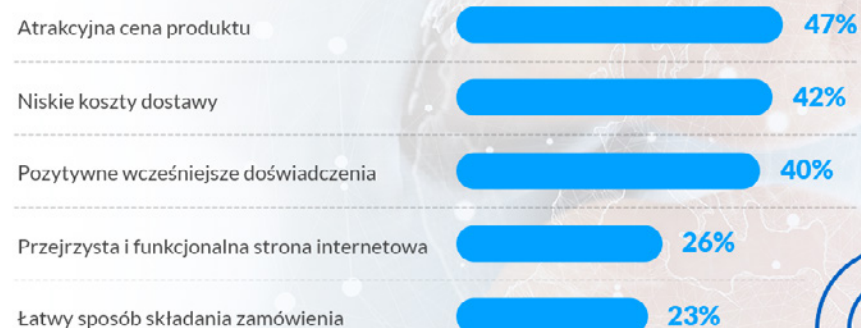 Atrakcyjna cena produktu 47%
Niskie koszty dostawy 42%
Pozytywne wcześniejsze doświadczenia 40%
Przejrzysta i funkcjonalna strona internetowa 26%
Łatwy sposób składania zamówienia 23%